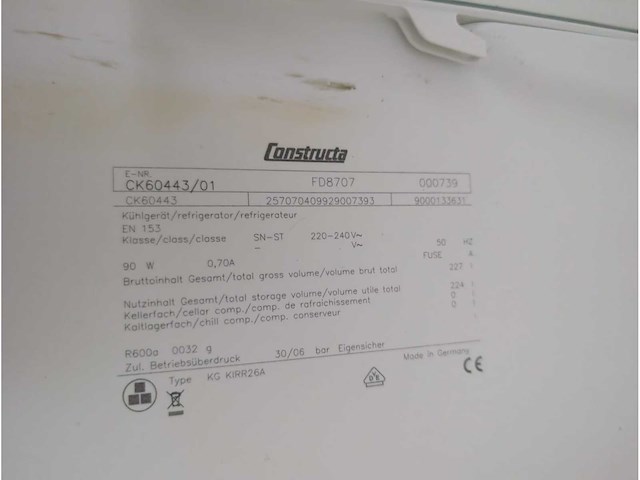 Constructa
E-NR.
CK60443/01 FD8707 000739
CK60443 257070409929007393 9000133631
Kühlgerät/refrigerator/refrigerateur
EN 153
Klasse/class/classe SN-ST 220-240V~ 50 HZ
– V~ FUSE A
90 W 0,70A
Bruttoinhalt Gesamt/total gross volume/volume brut total 227 l
Nutzinhalt Gesamt/total storage volume/volume utile total 224 l
Kellerfach/cellar comp./comp. de rafraichissement 0 l
Kaltlagerfach/chill comp./comp. conserveur 0 l
R600a 0032 g
Zul. Betriebsüberdruck 30/06 bar Eigensicher Made in Germany
Type KG KIRR26A
VDE
CE